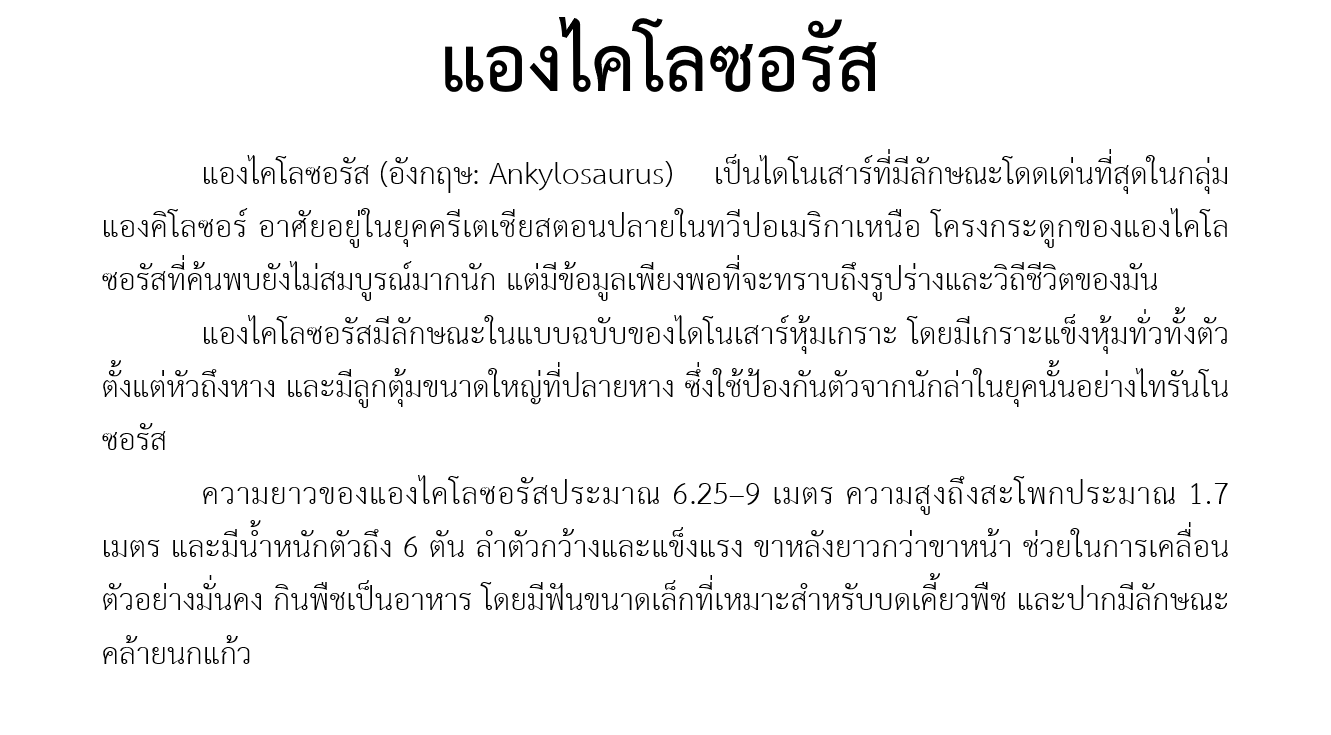 แองไคโลซอรัส
แองไคโลซอรัส (อังกฤษ: Ankylosaurus) เป็นไดโนเสาร์ที่มีลักษณะโดดเด่นที่สุดในกลุ่ม
แองคิโลซอร์ อาศัยอยู่ในยุคครีเตเชียสตอนปลายในทวีปอเมริกาเหนือ โครงกระดูกของแองไคโล
ซอรัสที่ค้นพบยังไม่สมบูรณ์มากนัก แต่มีข้อมูลเพียงพอที่จะทราบถึงรูปร่างและวิถีชีวิตของมัน
แองไคโลซอรัสมีลักษณะในแบบฉบับของไดโนเสาร์หุ้มเกราะ โดยมีเกราะแข็งหุ้มทั่วทั้งตัว
ตั้งแต่หัวถึงหาง และมีลูกตุ้มขนาดใหญ่ที่ปลายหาง ซึ่งใช้ป้องกันตัวจากนักล่าในยุคนั้นอย่างไทรันโน
ซอรัส
ความยาวของแองไคโลซอรัสประมาณ 6.25–9 เมตร ความสูงถึงสะโพกประมาณ 1.7
เมตร และมีน้ำหนักตัวถึง 6 ตัน ลำตัวกว้างและแข็งแรง ขาหลังยาวกว่าขาหน้า ช่วยในการเคลื่อน
ตัวอย่างมั่นคง กินพืชเป็นอาหาร โดยมีฟันขนาดเล็กที่เหมาะสำหรับบดเคี้ยวพืช และปากมีลักษณะ
คล้ายนกแก้ว